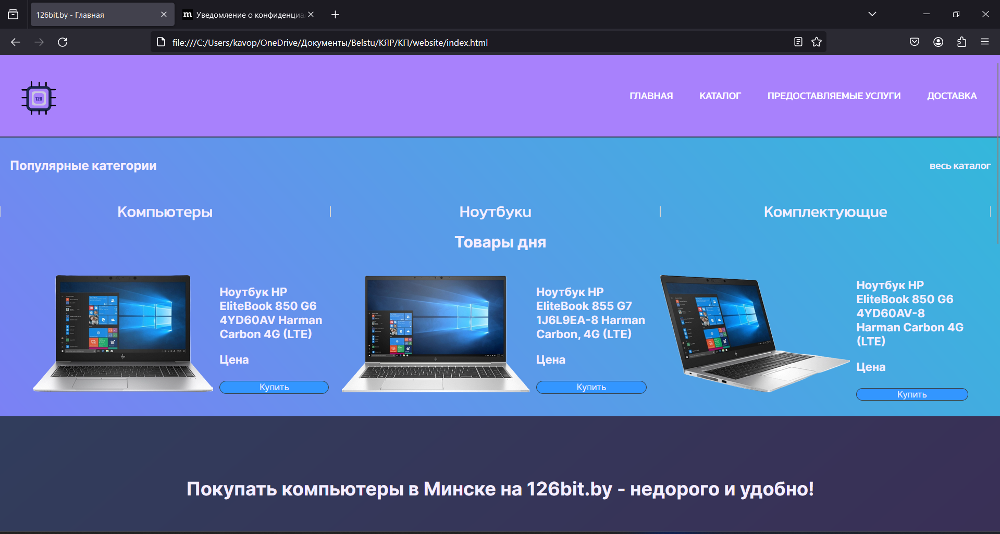 126bit.by - Главная
Уведомление о конфиденциа
file:///C:/Users/kavop/OneDrive/Документы/Belstu/КЯР/КП/website/index.html
128
ГЛАВНАЯ
КАТАЛОГ
ПРЕДОСТАВЛЯЕМЫЕ УСЛУГИ
ДОСТАВКА
Популярные категории
весь каталог
Компьютеры
Ноутбуки
Комплектующие
Товары дня
Ноутбук HP
EliteBook 850 G6
4YD60AV Harman
Carbon 4G (LTE)
Цена
Купить
Ноутбук HP
EliteBook 855 G7
1J6L9EA-8 Harman
Carbon, 4G (LTE)
Цена
Купить
Ноутбук HP
EliteBook 850 G6
4YD60AV-8
Harman Carbon 4G
(LTE)
Цена
Купить
Покупать компьютеры в Минске на 126bit.by - недорого и удобно!